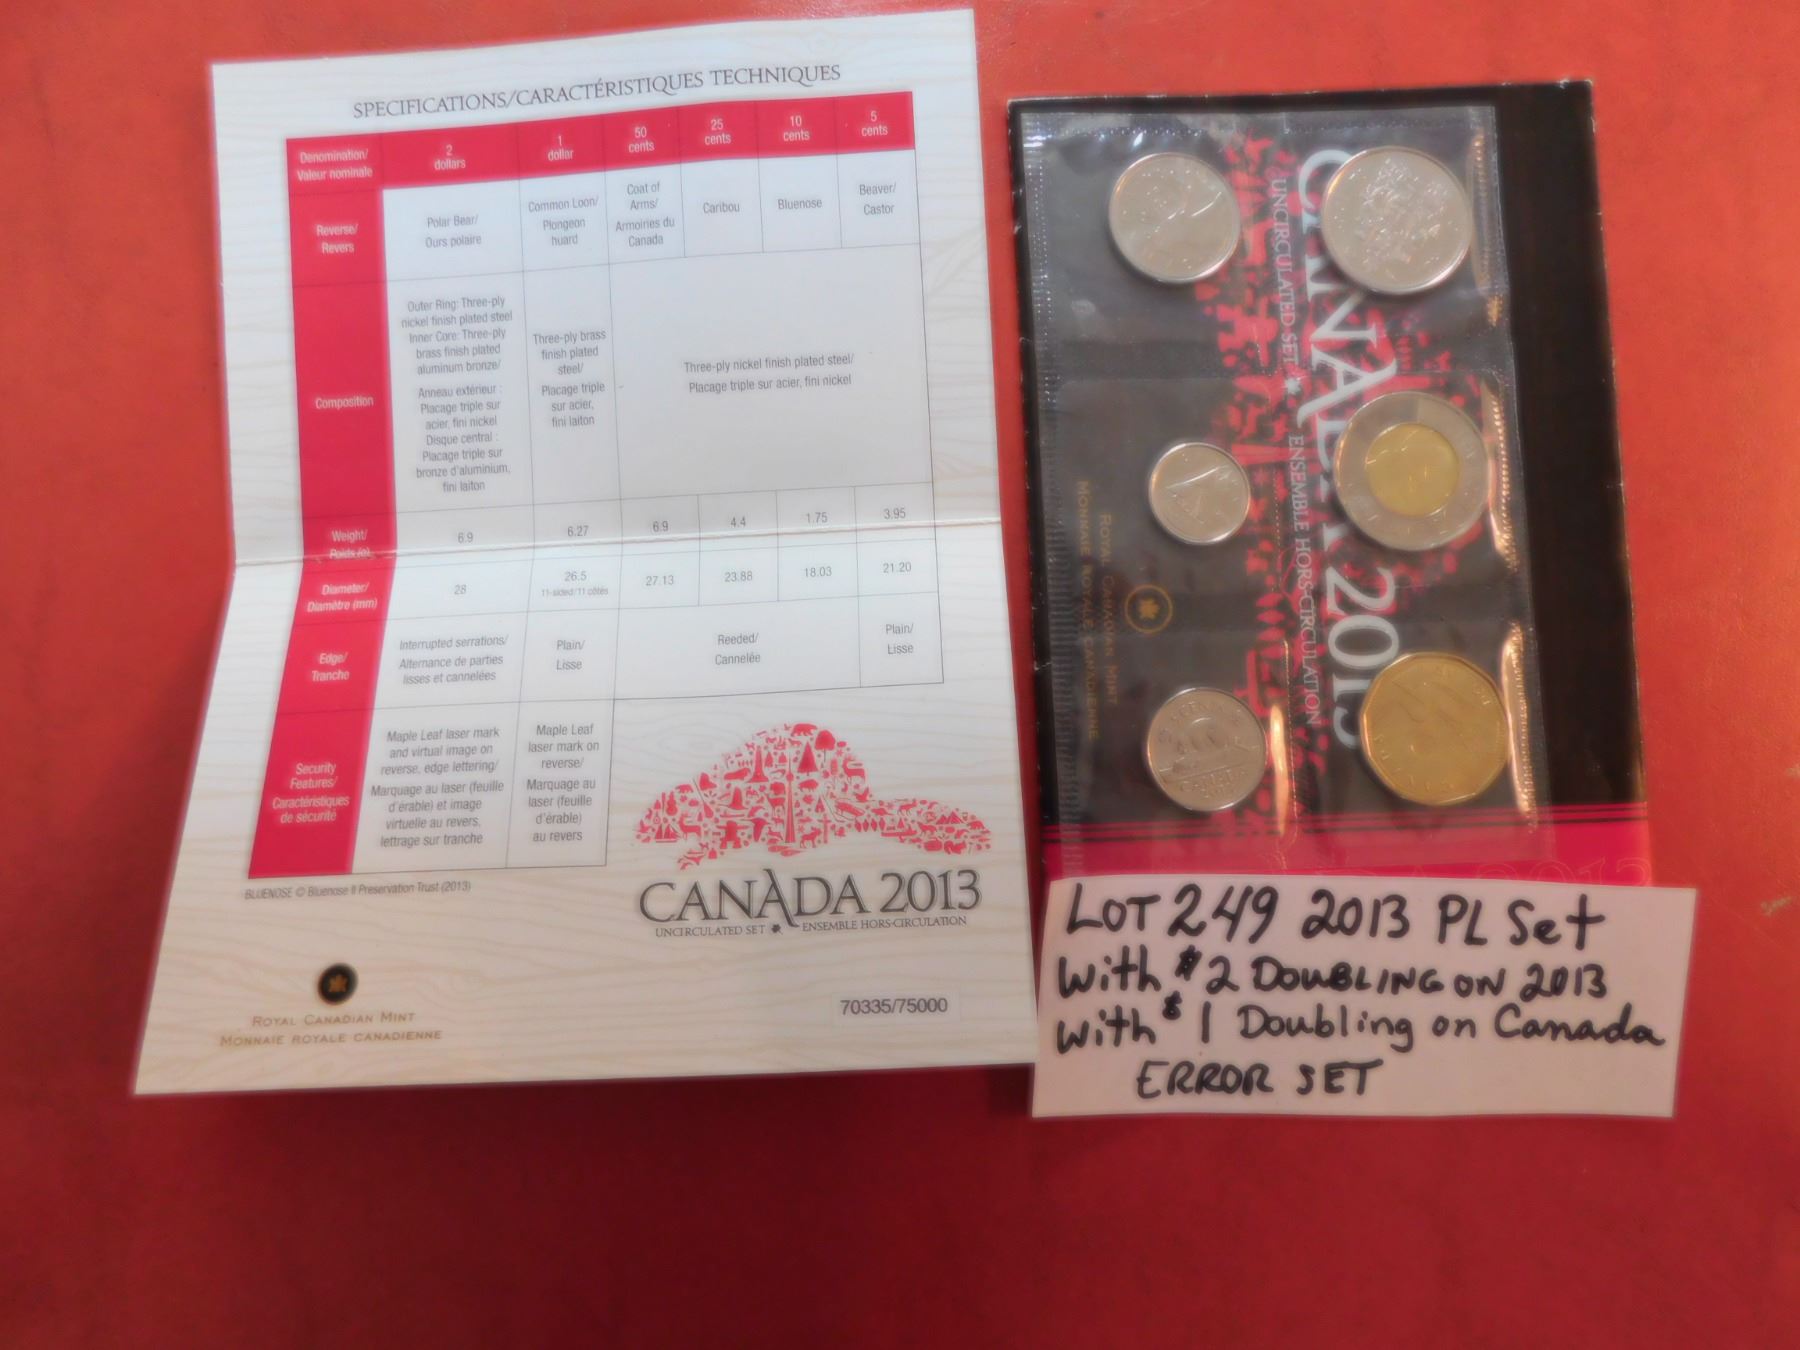 SPECIFICATIONS/CARACTÉRISTIQUES TECHNIQUES
Denomination/
Valeur nominale
2
dollars
1
dollar
50
cents
25
cents
10
cents
5
cents
Reverse/
Revers
Polar Bear/
Ours polaire
Common Loon/
Plongeon
huard
Coat of
Arms/
Armoiries du
Canada
Caribou
Bluenose
Beaver/
Castor
Composition
Outer Ring: Three-ply
nickel finish plated steel
Inner Core: Three-ply
brass finish plated
aluminum bronze/
Anneau extérieur :
Placage triple sur
acier, fini nickel
Disque central :
Placage triple sur
bronze d'aluminium,
fini laiton
Three-ply brass
finish plated
steel/
Placage triple
sur acier,
fini laiton
Three-ply nickel finish plated steel/
Placage triple sur acier, fini nickel
Weight/
Poids (g)
6.9
6.27
6.9
4.4
1.75
3.95
Diameter/
Diamètre (mm)
28
26.5
11-sided/11 côtés
27.13
23.88
18.03
21.20
Edge/
Tranche
Interrupted serrations/
Alternance de parties
lisses et cannelées
Plain/
Lisse
Reeded/
Cannelée
Plain/
Lisse
Security
Features/
Caractéristiques
de sécurité
Maple Leaf laser mark
and virtual image on
reverse, edge lettering/
Marquage au laser (feuille
d'érable) et image
virtuelle au revers,
lettrage sur tranche
Maple Leaf
laser mark on
reverse/
Marquage au
laser (feuille
d'érable)
au revers
BLUENOSE © Bluenose II Preservation Trust (2013)
CANADA 2013
UNCIRCULATED SET ENSEMBLE HORS-CIRCULATION
ROYAL CANADIAN MINT
MONNAIE ROYALE CANADIENNE
70335/75000
CANADA 2013
UNCIRCULATED SET ENSEMBLE HORS-CIRCULATION
ROYAL CANADIAN MINT
MONNAIE ROYALE CANADIENNE
LOT 249 2013 PL Set
With $2 DOUBLING ON 2013
With $1 Doubling on Canada
ERROR SET